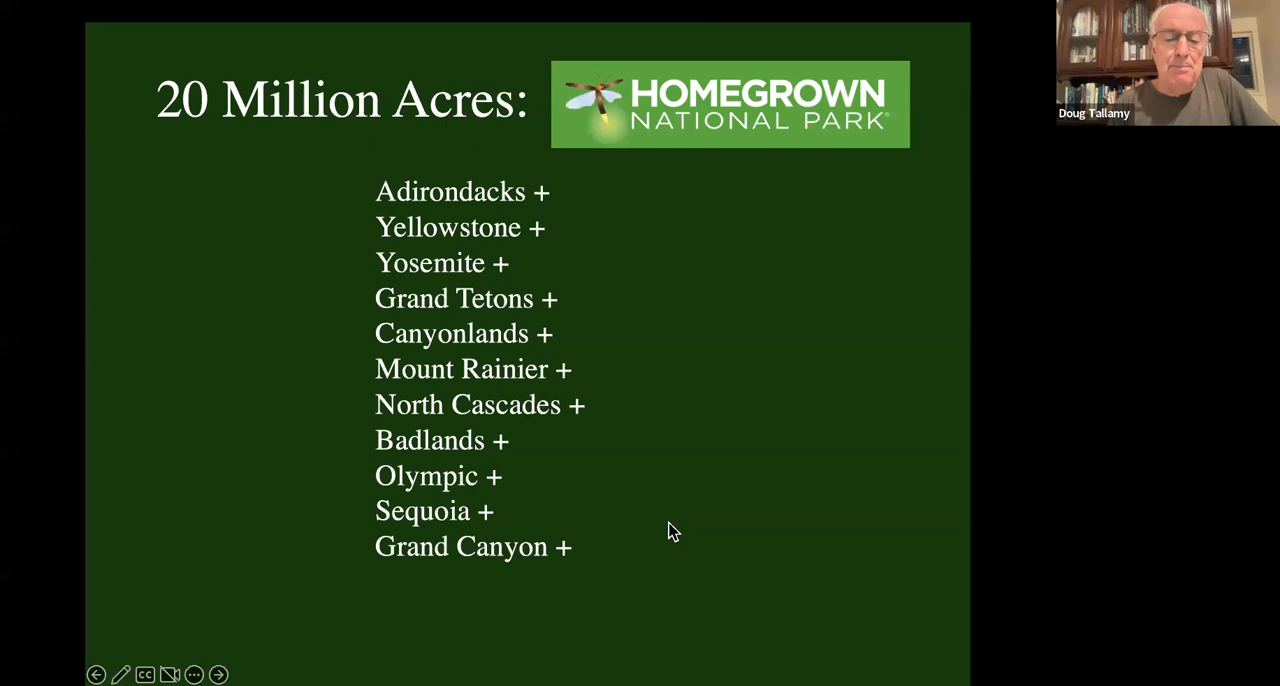 20 Million Acres:
HOMEGROWN
NATIONAL PARK®
Adirondacks +
Yellowstone +
Yosemite +
Grand Tetons +
Canyonlands +
Mount Rainier +
North Cascades +
Badlands +
Olympic +
Sequoia +
Grand Canyon +
CC
Doug Tallamy